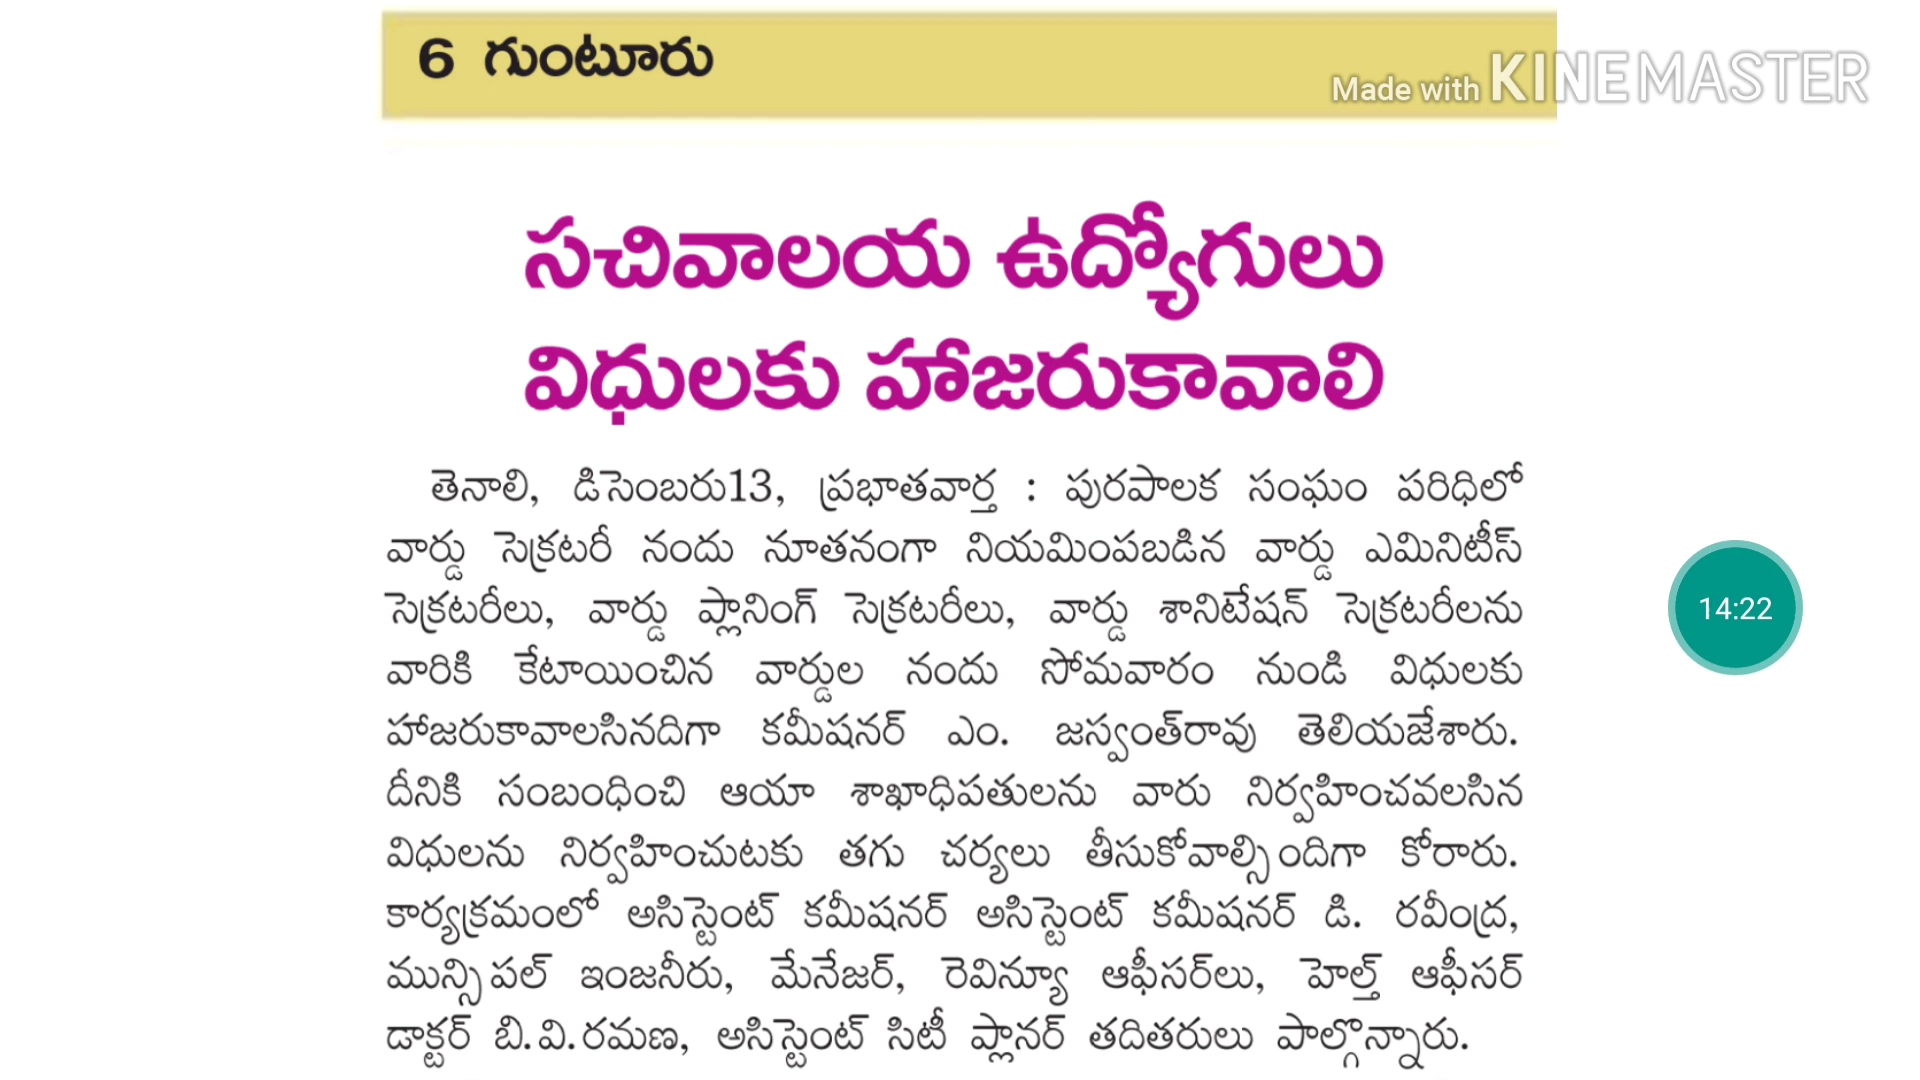 6 గుంటూరు
Made with KINEMASTER
సచివాలయ ఉద్యోగులు
విధులకు హాజరుకావాలి
తెనాలి, డిసెంబరు13, ప్రభాతవార్త : పురపాలక సంఘం పరిధిలో
వార్డు సెక్రటరీ నందు నూతనంగా నియమింపబడిన వార్డు ఎమినిటీస్
సెక్రటరీలు, వార్డు ప్లానింగ్ సెక్రటరీలు, వార్డు శానిటేషన్ సెక్రటరీలను
వారికి కేటాయించిన వార్డుల నందు సోమవారం నుండి విధులకు
14:22
హాజరుకావాలసినదిగా కమీషనర్ ఎం. జస్వంత్‌రావు తెలియజేశారు.
దీనికి సంబంధించి ఆయా శాఖాధిపతులను వారు నిర్వహించవలసిన
విధులను నిర్వహించుటకు తగు చర్యలు తీసుకోవాల్సిందిగా కోరారు.
కార్యక్రమంలో అసిస్టెంట్ కమీషనర్ అసిస్టెంట్ కమీషనర్ డి. రవీంద్ర,
మున్సిపల్ ఇంజనీరు, మేనేజర్, రెవిన్యూ ఆఫీసర్‌లు, హెల్త్ ఆఫీసర్
డాక్టర్ బి.వి.రమణ, అసిస్టెంట్ సిటీ ప్లానర్ తదితరులు పాల్గొన్నారు.